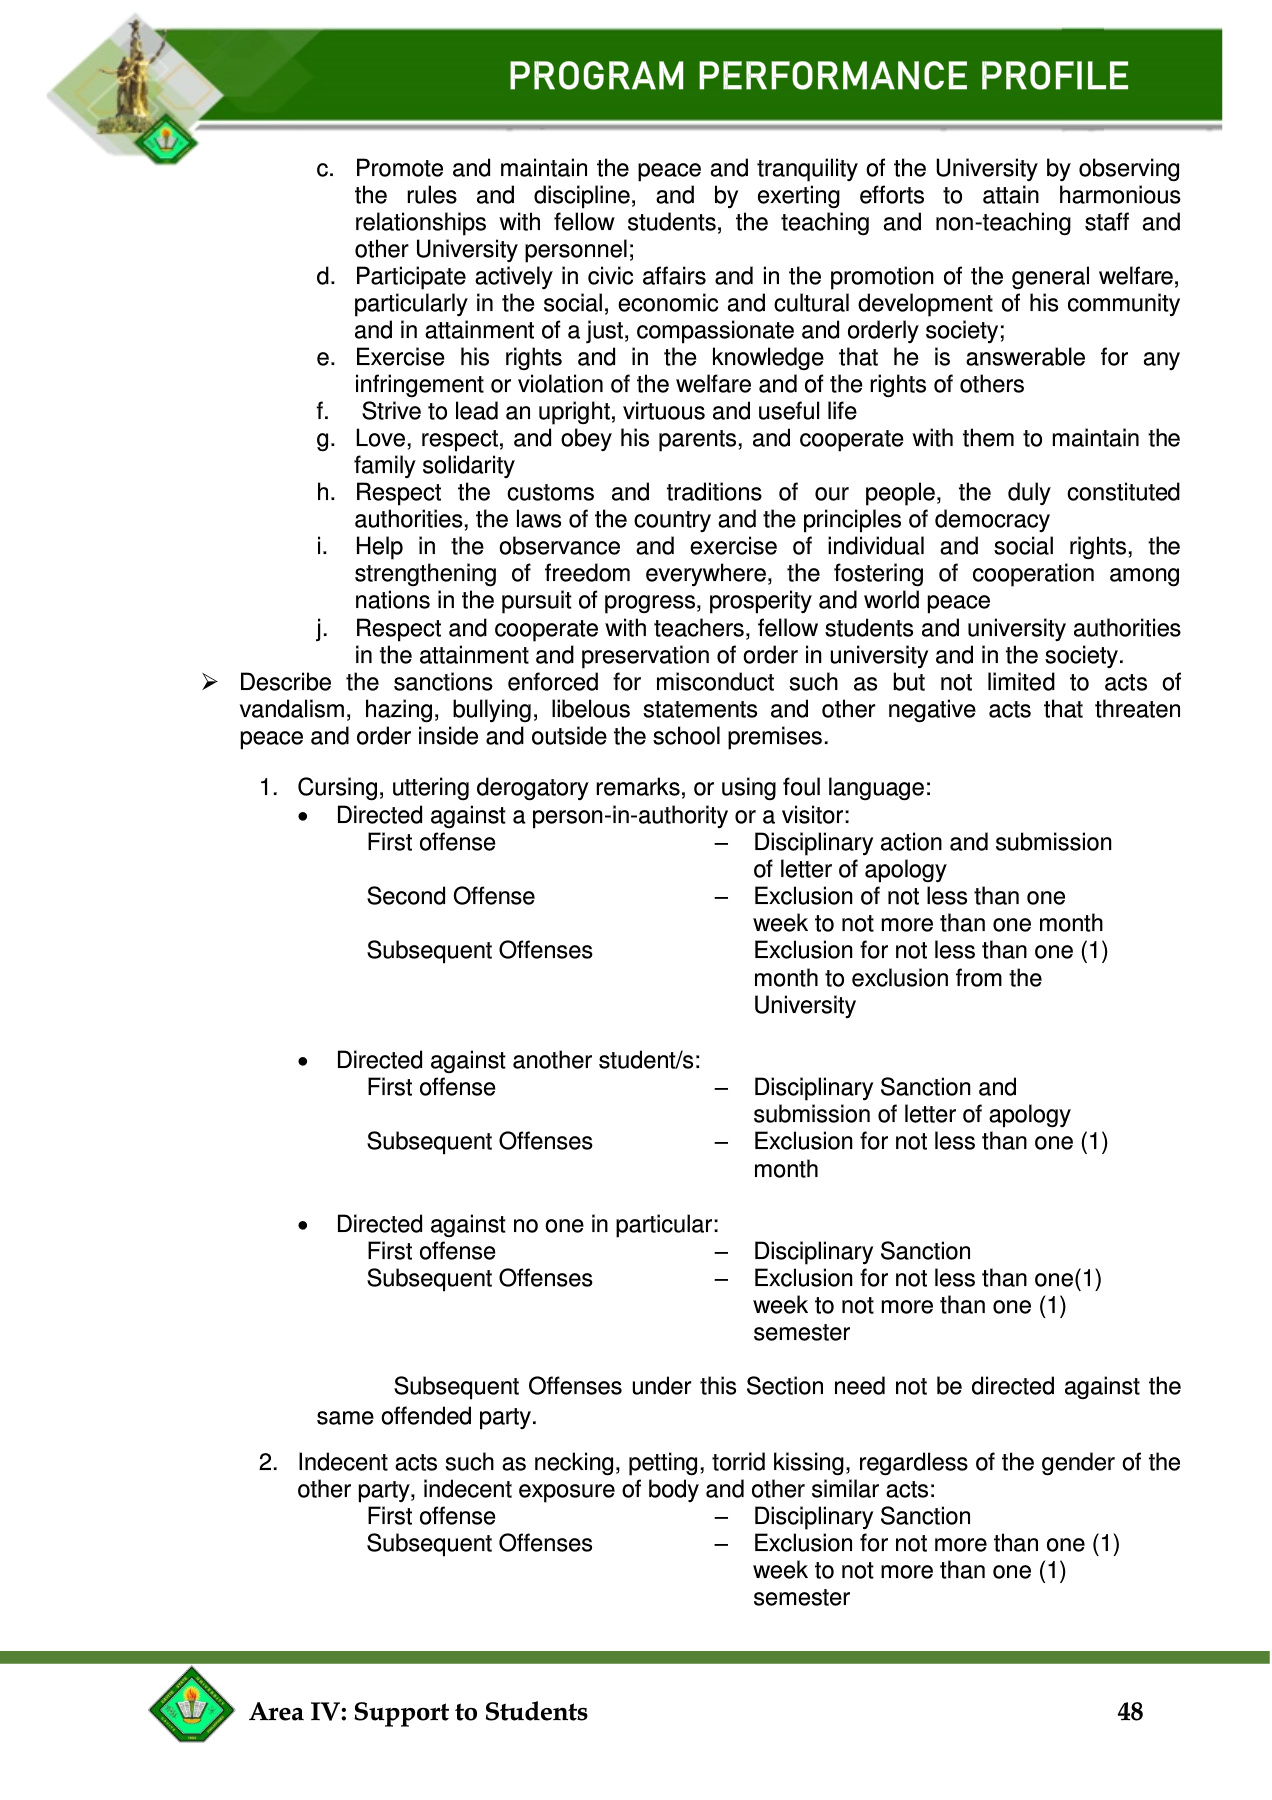 PROGRAM PERFORMANCE PROFILE
c. Promote and maintain the peace and tranquility of the University by observing
the rules and discipline, and by exerting efforts to attain harmonious
relationships with fellow students, the teaching and non-teaching staff and
other University personnel;
d. Participate actively in civic affairs and in the promotion of the general welfare,
particularly in the social, economic and cultural development of his community
and in attainment of a just, compassionate and orderly society;
e. Exercise his rights and in the knowledge that he is answerable for any
infringement or violation of the welfare and of the rights of others
f. Strive to lead an upright, virtuous and useful life
g. Love, respect, and obey his parents, and cooperate with them to maintain the
family solidarity
h. Respect the customs and traditions of our people, the duly constituted
authorities, the laws of the country and the principles of democracy
i. Help in the observance and exercise of individual and social rights, the
strengthening of freedom everywhere, the fostering of cooperation among
nations in the pursuit of progress, prosperity and world peace
j. Respect and cooperate with teachers, fellow students and university authorities
in the attainment and preservation of order in university and in the society.
➢ Describe the sanctions enforced for misconduct such as but not limited to acts of
vandalism, hazing, bullying, libelous statements and other negative acts that threaten
peace and order inside and outside the school premises.
1. Cursing, uttering derogatory remarks, or using foul language:
• Directed against a person-in-authority or a visitor:
First offense – Disciplinary action and submission
of letter of apology
Second Offense – Exclusion of not less than one
week to not more than one month
Subsequent Offenses Exclusion for not less than one (1)
month to exclusion from the
University
• Directed against another student/s:
First offense – Disciplinary Sanction and
submission of letter of apology
Subsequent Offenses – Exclusion for not less than one (1)
month
• Directed against no one in particular:
First offense – Disciplinary Sanction
Subsequent Offenses – Exclusion for not less than one(1)
week to not more than one (1)
semester
Subsequent Offenses under this Section need not be directed against the
same offended party.
2. Indecent acts such as necking, petting, torrid kissing, regardless of the gender of the
other party, indecent exposure of body and other similar acts:
First offense – Disciplinary Sanction
Subsequent Offenses – Exclusion for not more than one (1)
week to not more than one (1)
semester
Area IV: Support to Students 48